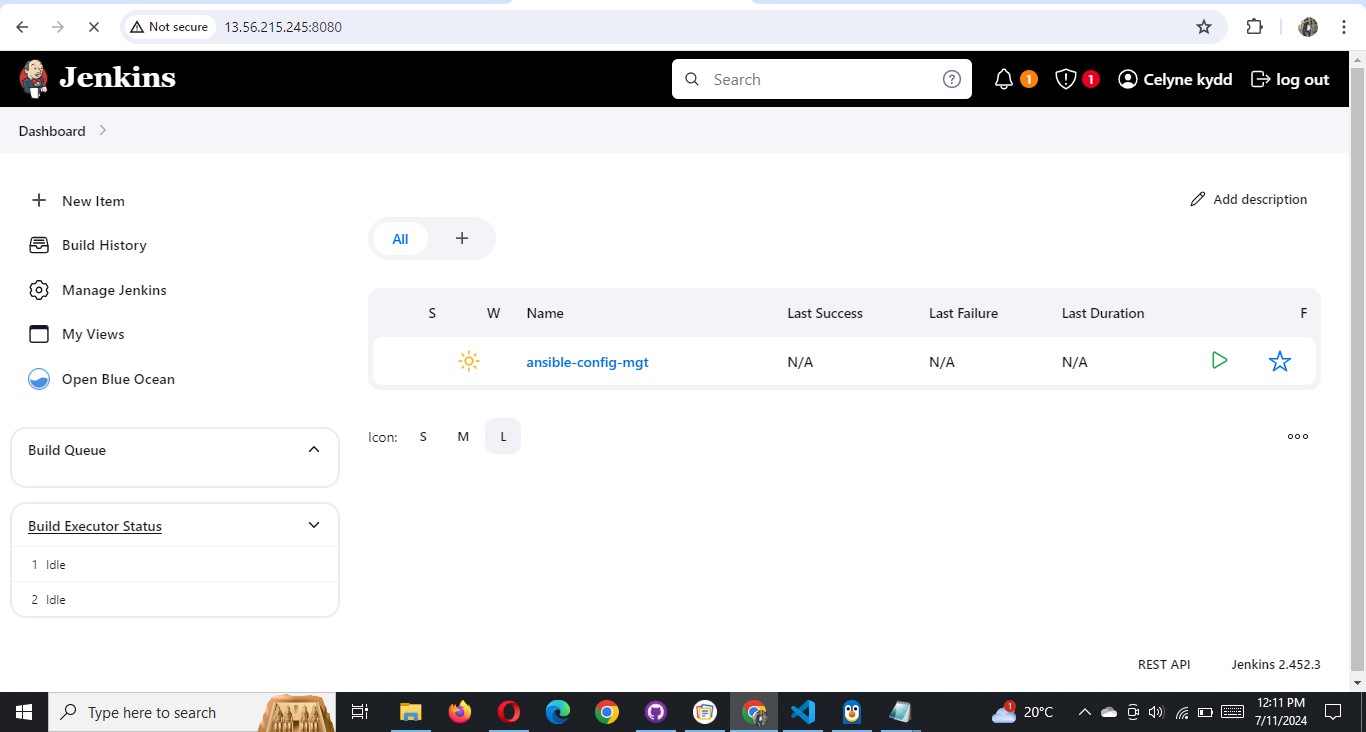 Not secure 13.56.215.245:8080
Jenkins Search 1 1 Celyne kydd log out
Dashboard
New Item
Build History
Manage Jenkins
My Views
Open Blue Ocean
Build Queue
Build Executor Status
1 Idle
2 Idle
Add description
All +
S W Name Last Success Last Failure Last Duration F
ansible-config-mgt N/A N/A N/A
Icon: S M L
REST API Jenkins 2.452.3
Type here to search
1 20°C
12:11 PM
7/11/2024